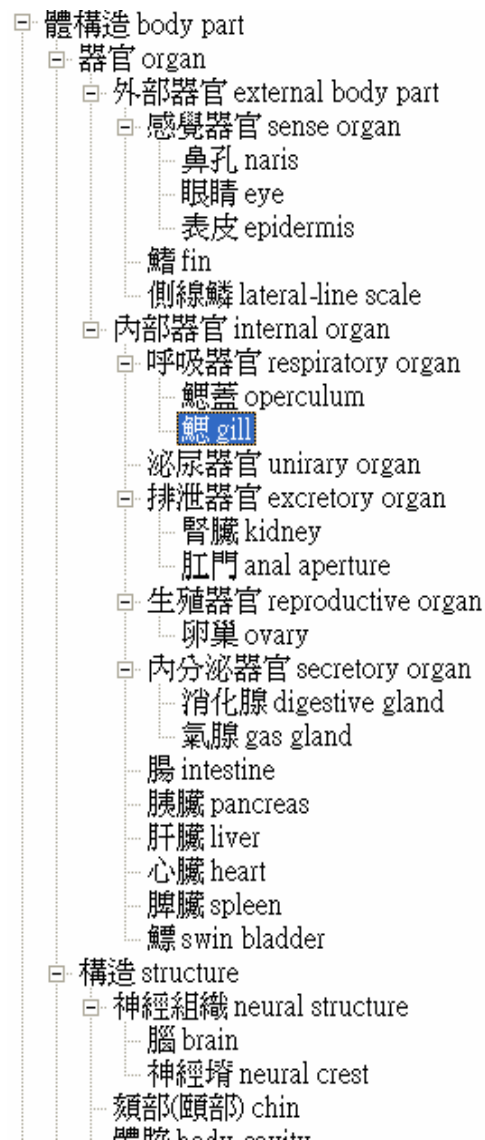 體構造 body part
器官 organ
外部器官 external body part
感覺器官 sense organ
鼻孔 naris
眼睛 eye
表皮 epidermis
鰭 fin
側線鱗 lateral-line scale
內部器官 internal organ
呼吸器官 respiratory organ
鰓蓋 operculum
鰓 gill
泌尿器官 unirary organ
排泄器官 excretory organ
腎臟 kidney
肛門 anal aperture
生殖器官 reproductive organ
卵巢 ovary
內分泌器官 secretory organ
消化腺 digestive gland
氣腺 gas gland
腸 intestine
胰臟 pancreas
肝臟 liver
心臟 heart
脾臟 spleen
鰾 swin bladder
構造 structure
神經組織 neural structure
腦 brain
神經堉 neural crest
頦部(頤部) chin
體腔 body cavity